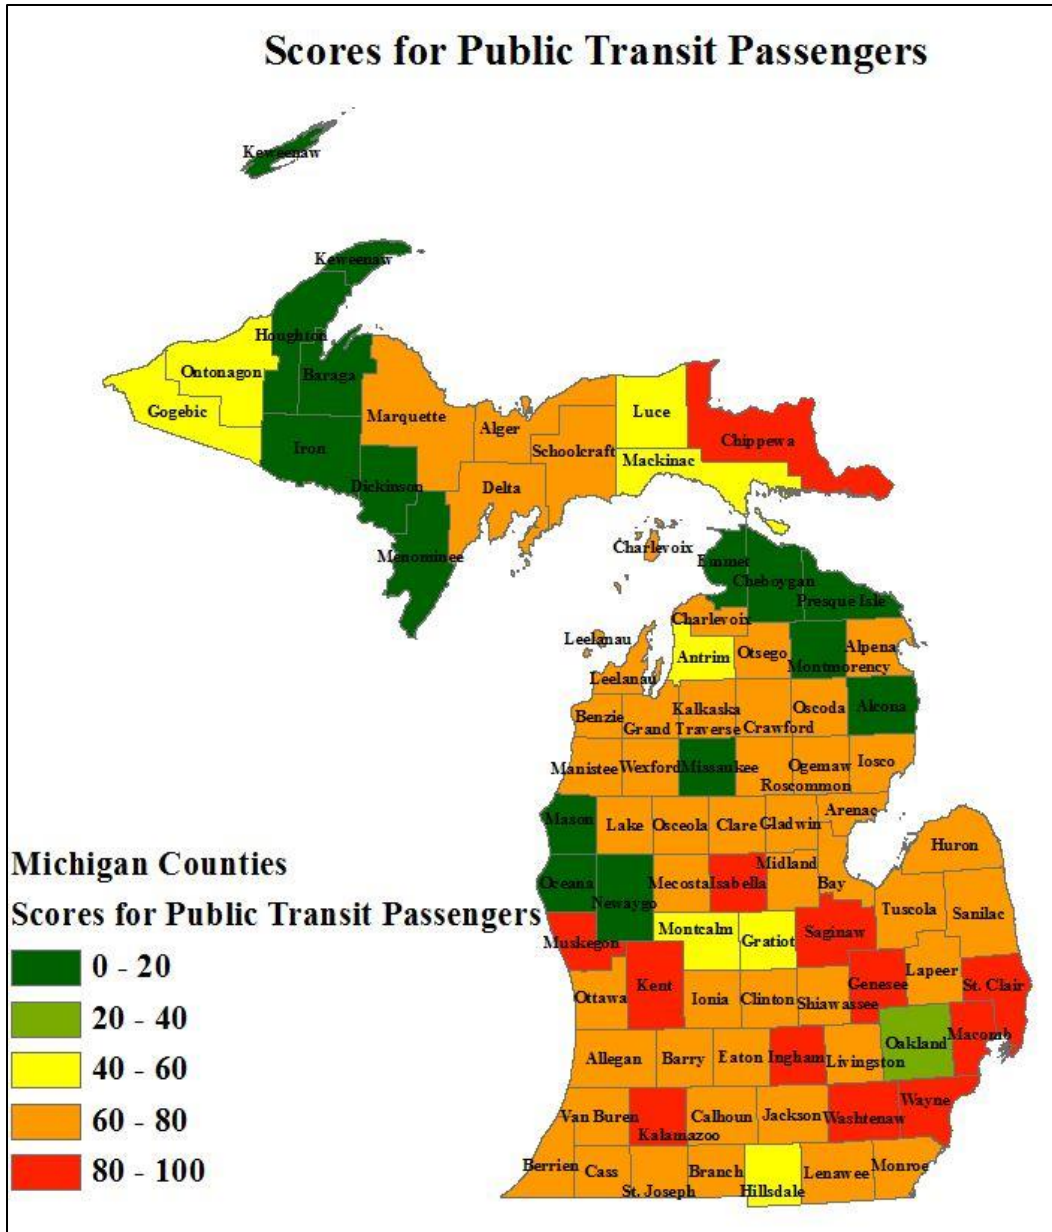 Scores for Public Transit Passengers
Keweenaw
Keweenaw
Houghton
Ontonagon
Baraga
Gogebic
Marquette
Luce
Alger
Chippewa
Iron
Schoolcraft
Mackinac
Dickinson
Delta
Menominee
Charlevoix
Emmet
Cheboygan
Presque Isle
Charlevoix
Leelanau
Otsego
Alpena
Antrim
Montmorency
Leelanau
Kalkaska
Oscoda
Alcona
Benzie
Grand Traverse
Crawford
Manistee
Wexford
Missaukee
Ogemaw
Iosco
Roscommon
Arenac
Mason
Lake
Osceola
Clare
Gladwin
Huron
Midland
Oceana
Mecosta
Isabella
Bay
Newaygo
Tuscola
Sanilac
Montcalm
Gratiot
Saginaw
Muskegon
Lapeer
Kent
Genesee
St. Clair
Ottawa
Ionia
Clinton
Shiawassee
Macomb
Oakland
Allegan
Barry
Eaton
Ingham
Livingston
Wayne
Van Buren
Calhoun
Jackson
Washtenaw
Kalamazoo
Berrien
Cass
Branch
Lenawee
Monroe
St. Joseph
Hillsdale
Michigan Counties
Scores for Public Transit Passengers
0 - 20
20 - 40
40 - 60
60 - 80
80 - 100